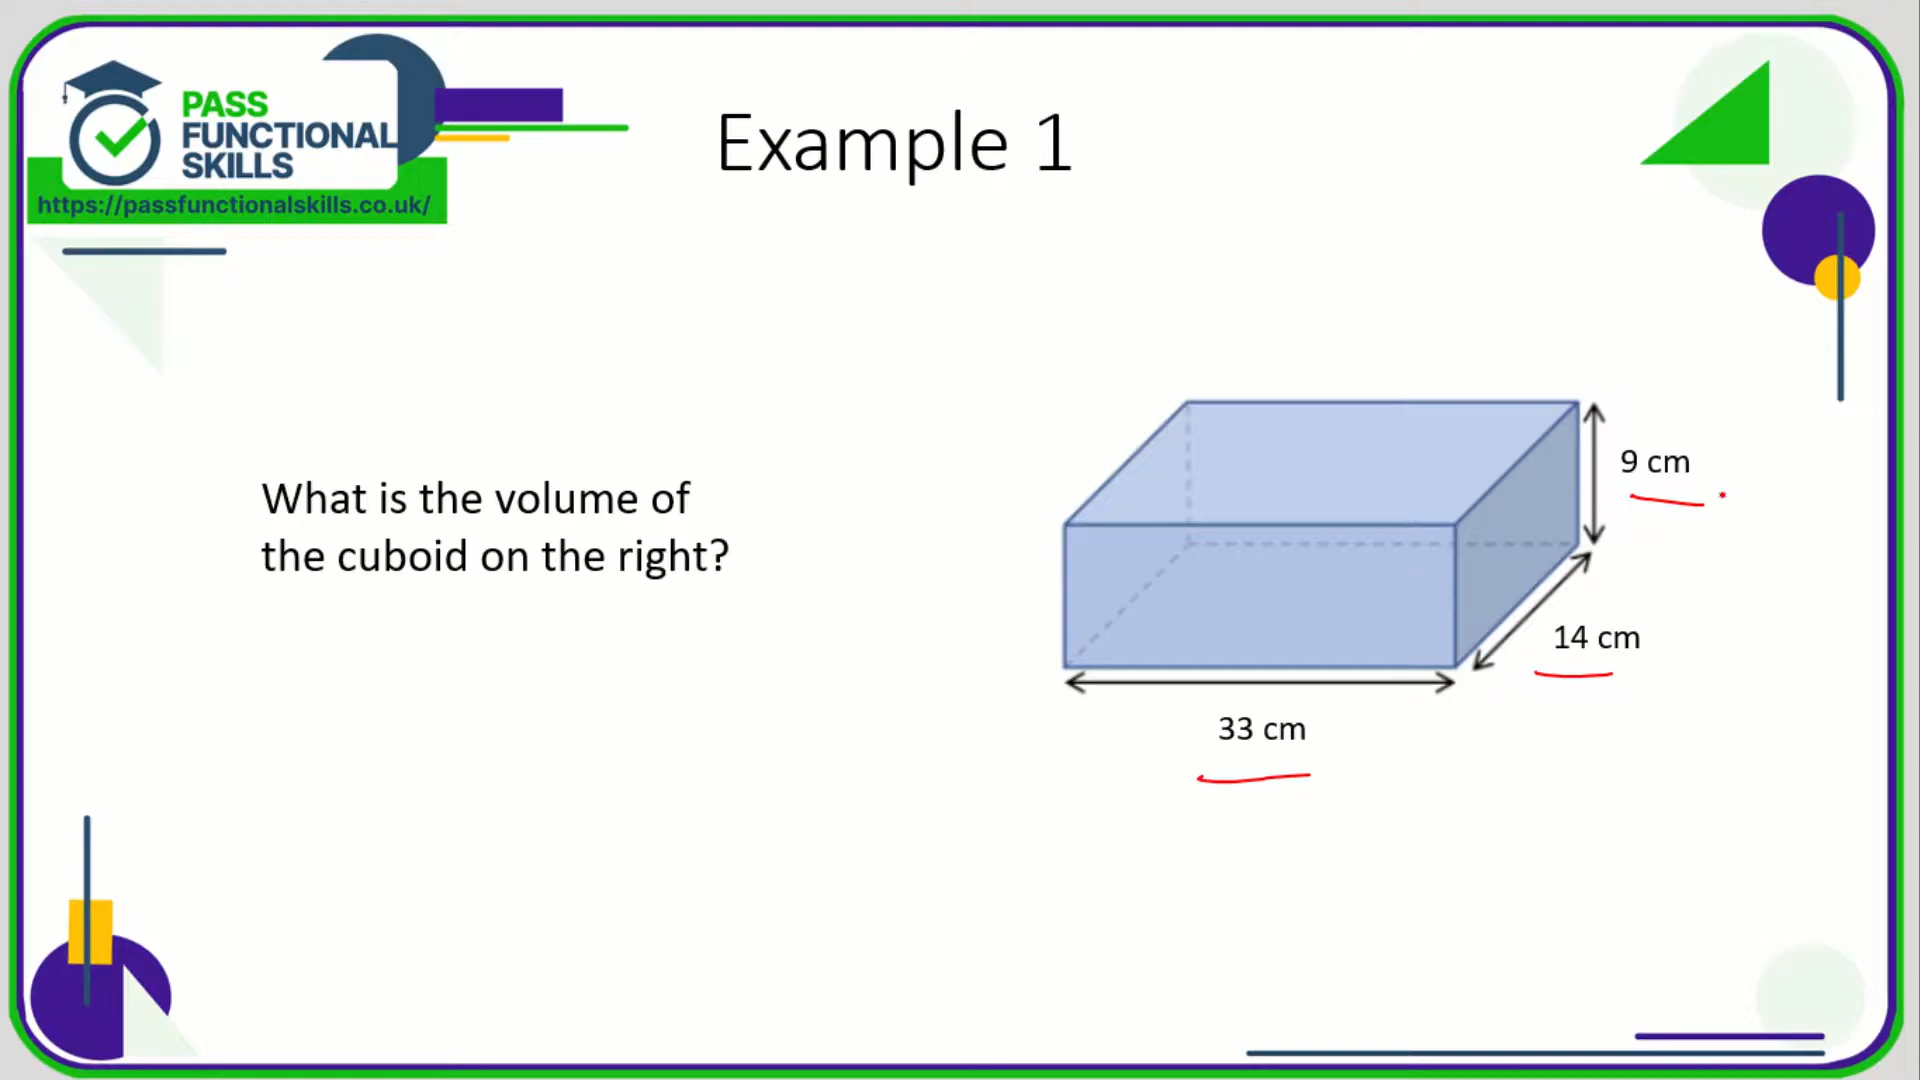 PASS
FUNCTIONAL
SKILLS
https://passfunctionalskills.co.uk/
Example 1
What is the volume of
the cuboid on the right?
9 cm
14 cm
33 cm